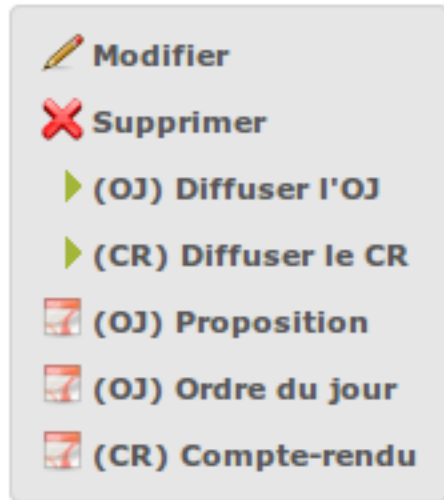 Modifier
Supprimer
(OJ) Diffuser l'OJ
(CR) Diffuser le CR
(OJ) Proposition
(OJ) Ordre du jour
(CR) Compte-rendu